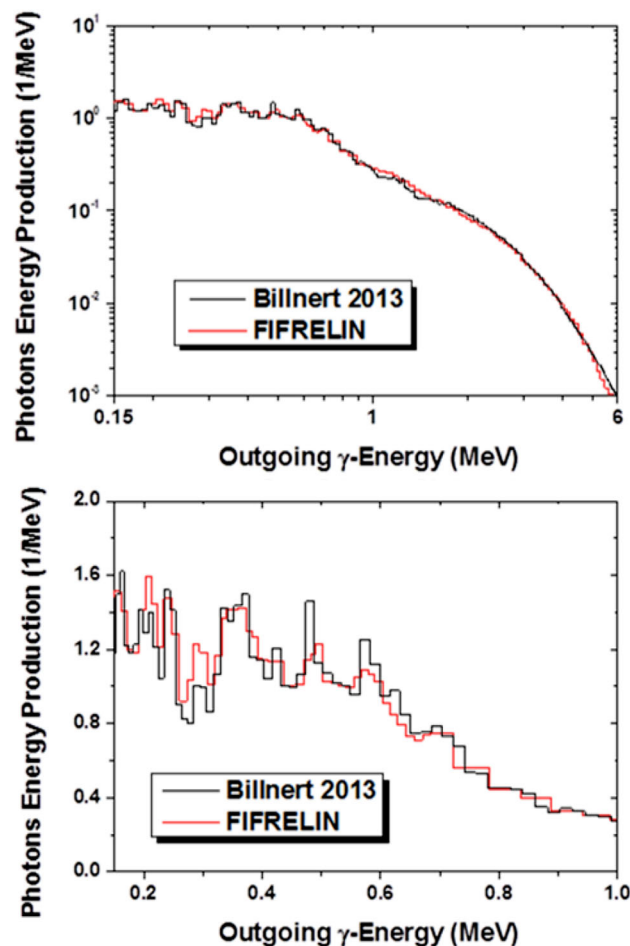 Photons Energy Production (1/MeV)
10¹
10⁰
10⁻¹
10⁻²
10⁻³
Billnert 2013
FIFRELIN
0.15
1
6
Outgoing γ-Energy (MeV)
Photons Energy Production (1/MeV)
2.0
1.6
1.2
0.8
0.4
0.0
Billnert 2013
FIFRELIN
0.2
0.4
0.6
0.8
1.0
Outgoing γ-Energy (MeV)